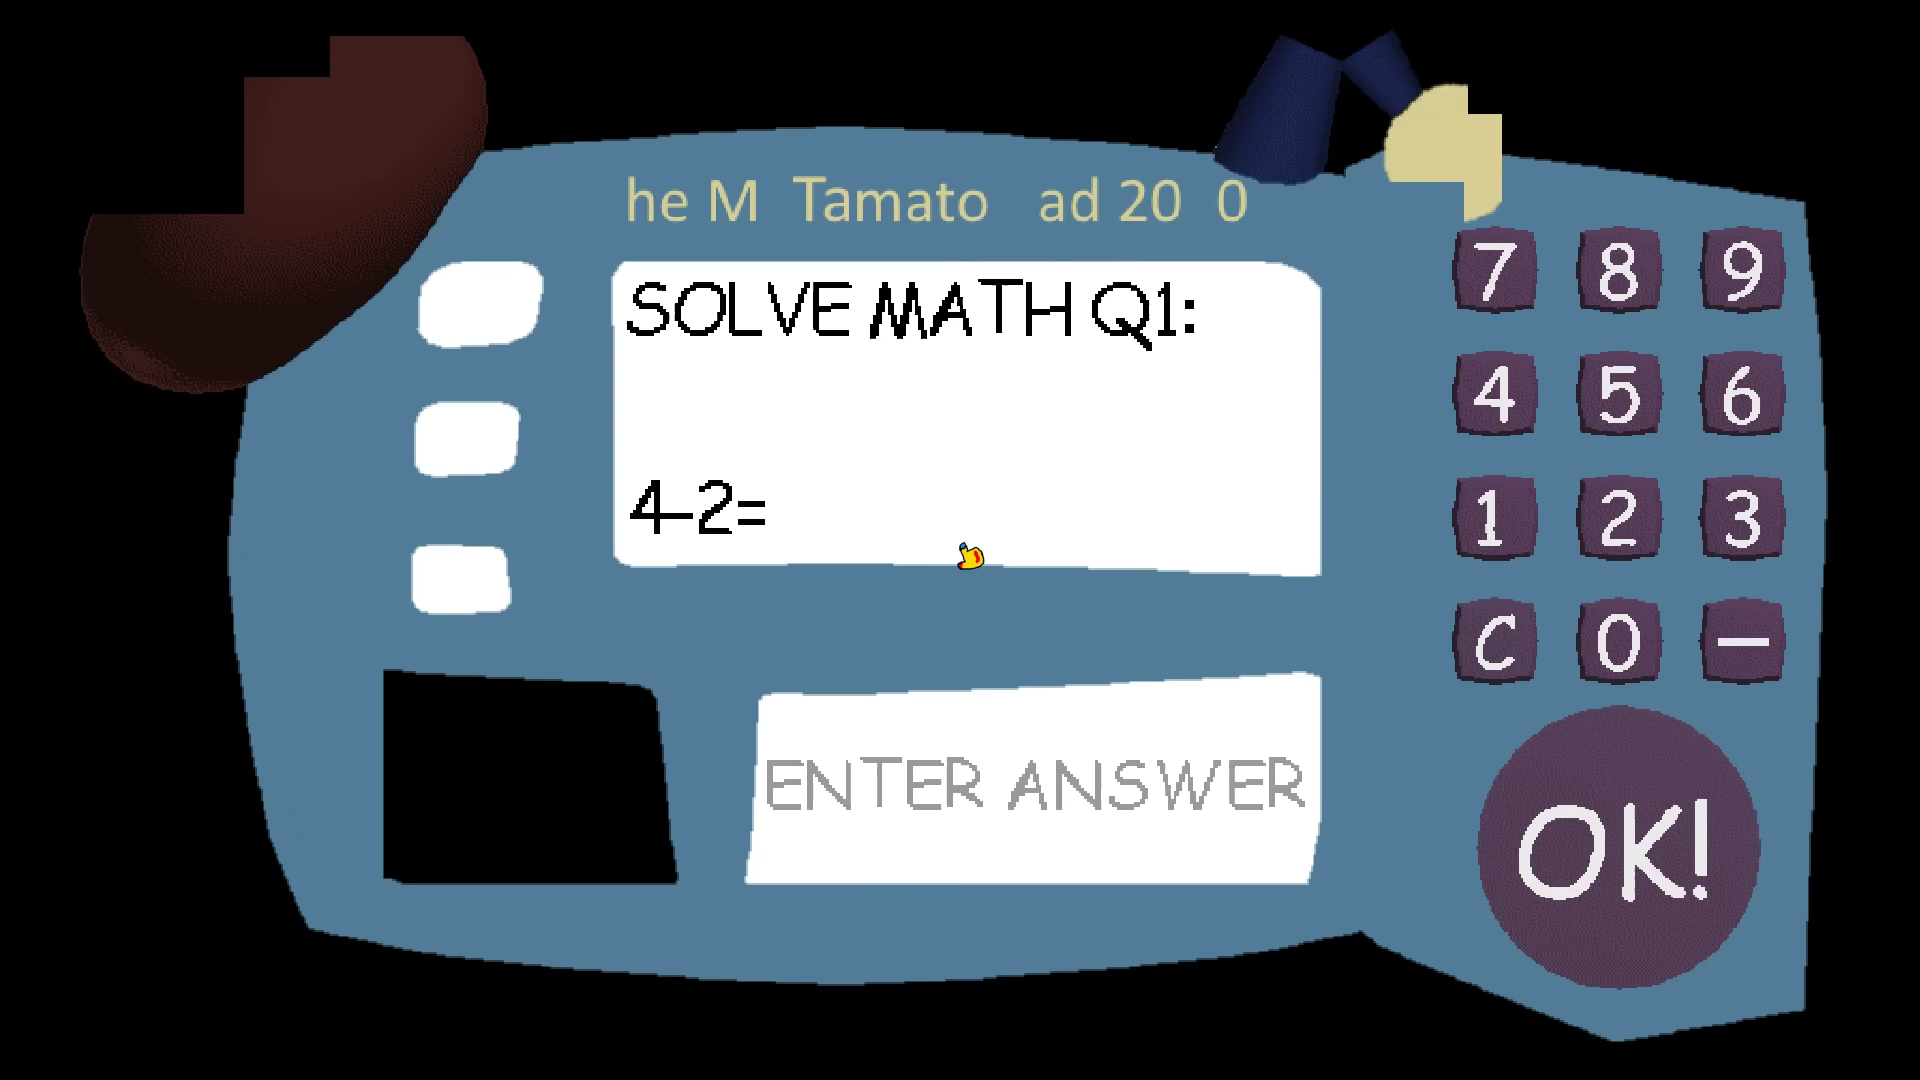 he M Tamato ad 20 0
SOLVE MATH Q1:
4-2=
ENTER ANSWER
7 8 9
4 5 6
1 2 3
C 0 −
OK!